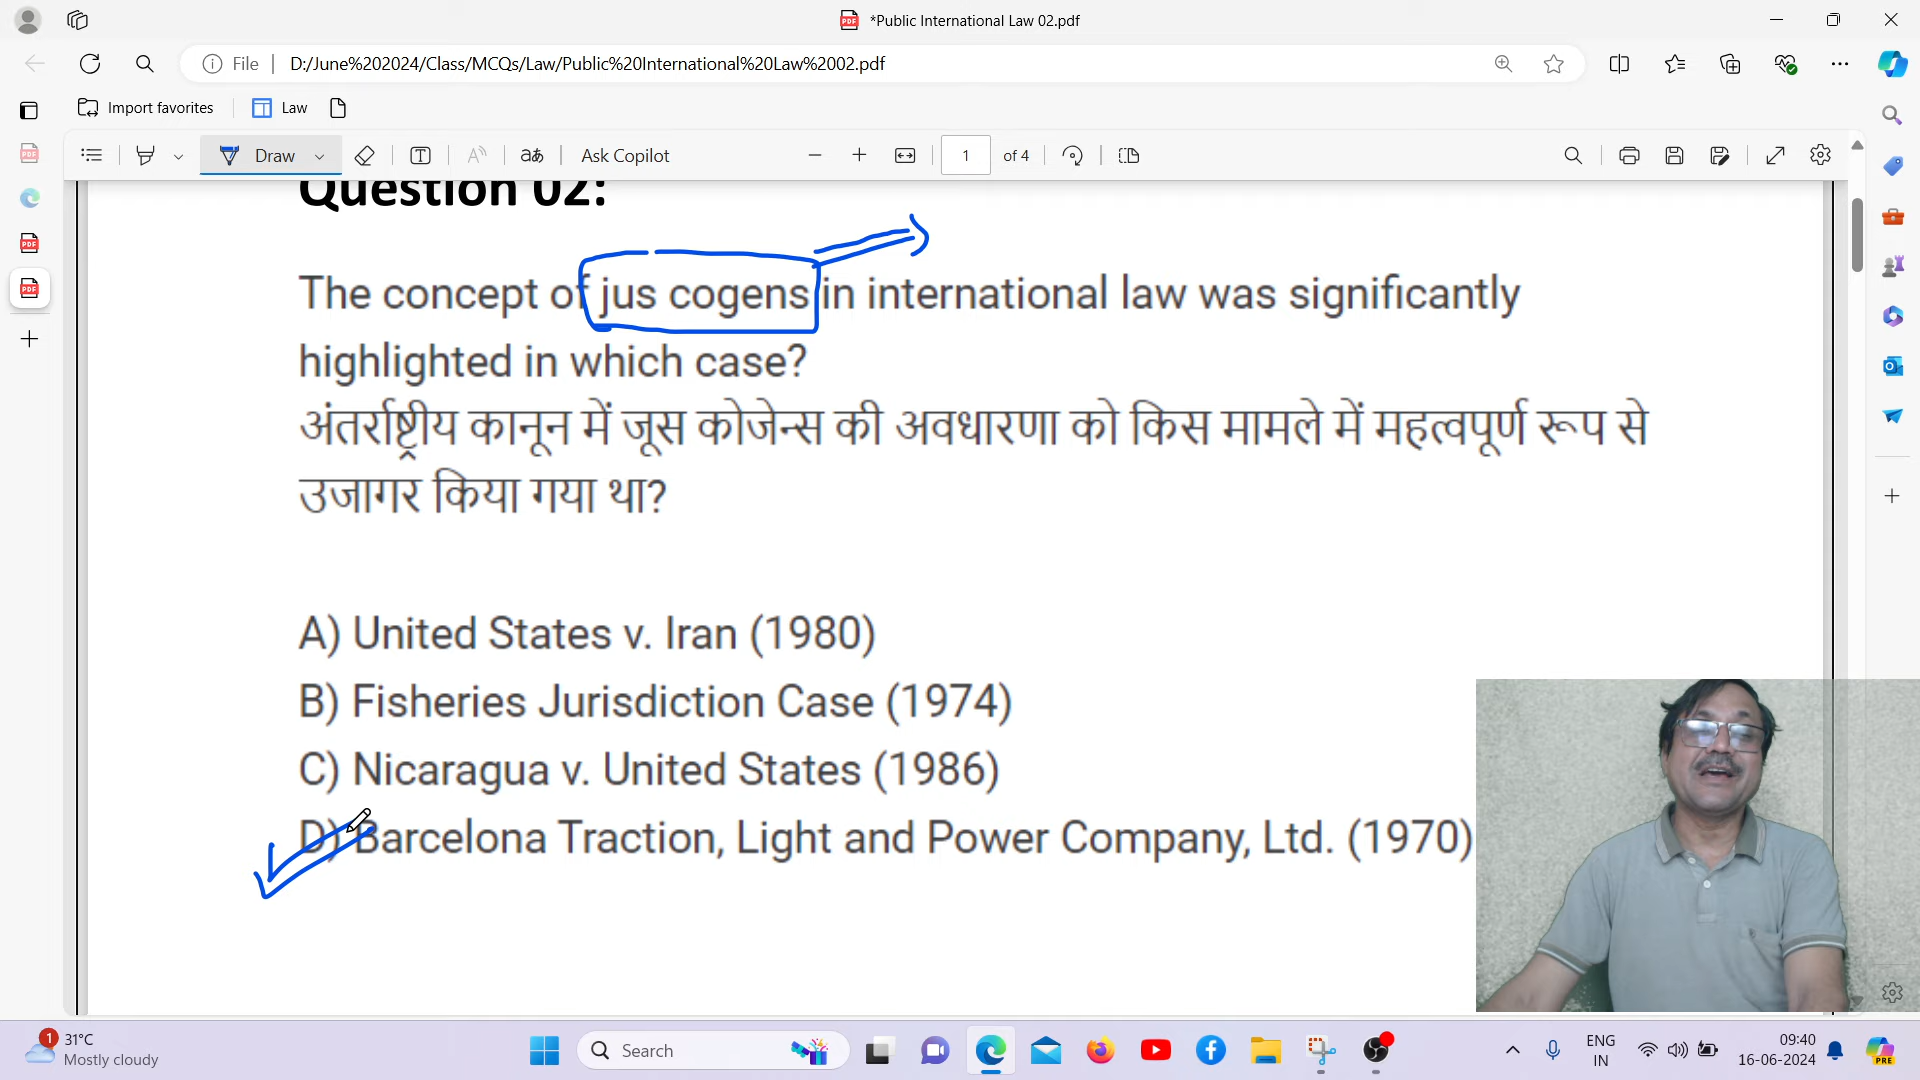 *Public International Law 02.pdf
File
D:/June%202024/Class/MCQs/Law/Public%20International%20Law%2002.pdf
Import favorites
Law
Draw
Ask Copilot
1
of 4
Question 02:
The concept of jus cogens in international law was significantly
highlighted in which case?
अंतर्राष्ट्रीय कानून में जूस कोजेन्स की अवधारणा को किस मामले में महत्वपूर्ण रूप से
उजागर किया गया था?
A) United States v. Iran (1980)
B) Fisheries Jurisdiction Case (1974)
C) Nicaragua v. United States (1986)
D) Barcelona Traction, Light and Power Company, Ltd. (1970)
1
31°C
Mostly cloudy
Search
ENG
IN
09:40
16-06-2024
PRE